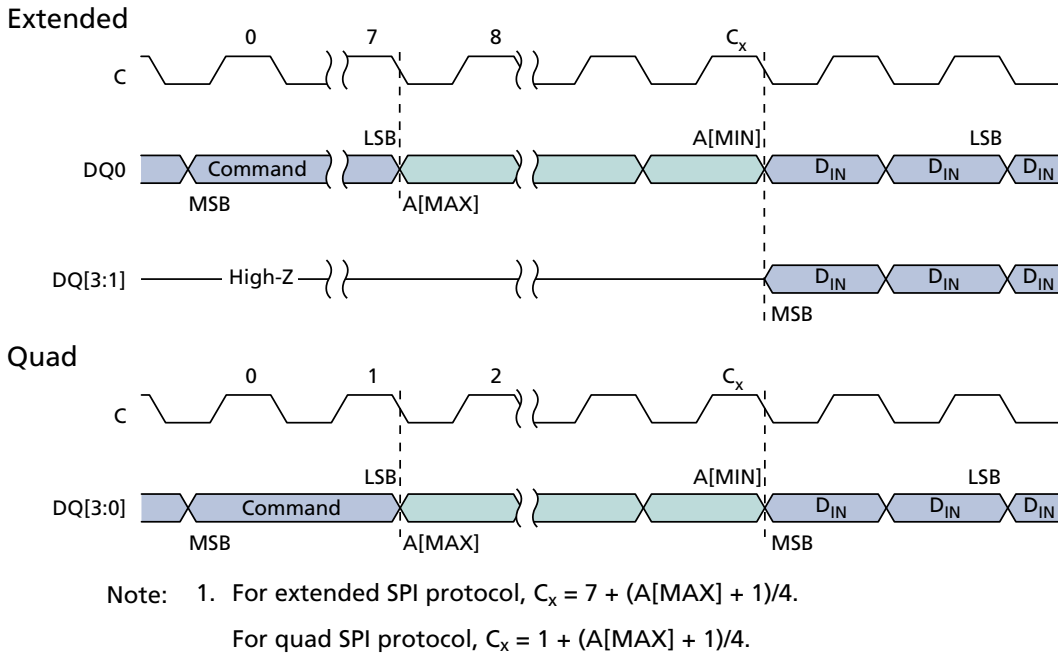 Extended
0 7 8 Cx
C
LSB A[MIN] LSB
DQ0 Command DIN DIN DIN
MSB A[MAX]
DQ[3:1] High-Z DIN DIN DIN
MSB
Quad
0 1 2 Cx
C
LSB A[MIN] LSB
DQ[3:0] Command DIN DIN DIN
MSB A[MAX] MSB
Note: 1. For extended SPI protocol, Cx = 7 + (A[MAX] + 1)/4.
For quad SPI protocol, Cx = 1 + (A[MAX] + 1)/4.